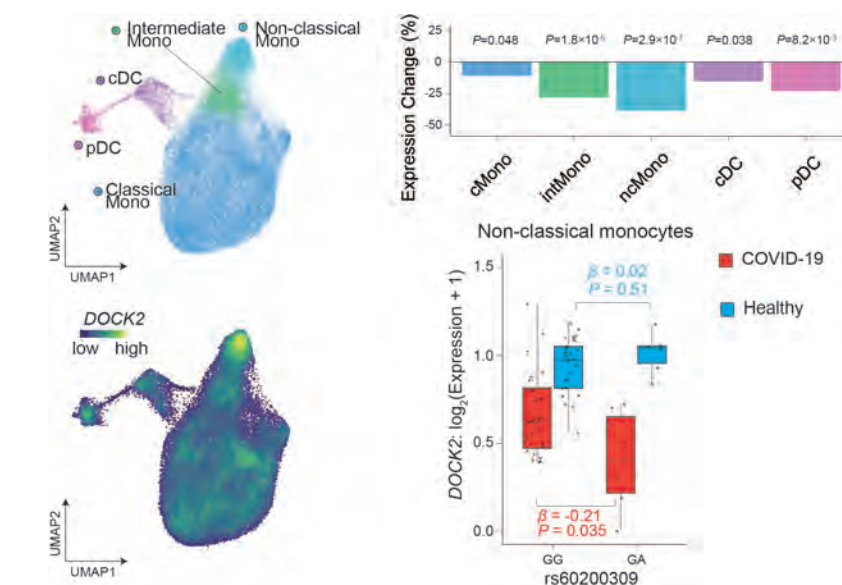 Intermediate
Mono
Non-classical
Mono
cDC
pDC
Classical
Mono
UMAP2
UMAP1
DOCK2
low high
UMAP2
UMAP1
Expression Change (%)
25
0
-25
-50
P=0.048
P=1.8×10⁻⁵
P=2.9×10⁻⁷
P=0.038
P=8.2×10⁻³
cMono
intMono
ncMono
cDC
pDC
Non-classical monocytes
DOCK2: log₂(Expression + 1)
1.5
1.0
0.5
0.0
β = 0.02
P = 0.51
β = -0.21
P = 0.035
GG
GA
rs60200309
COVID-19
Healthy